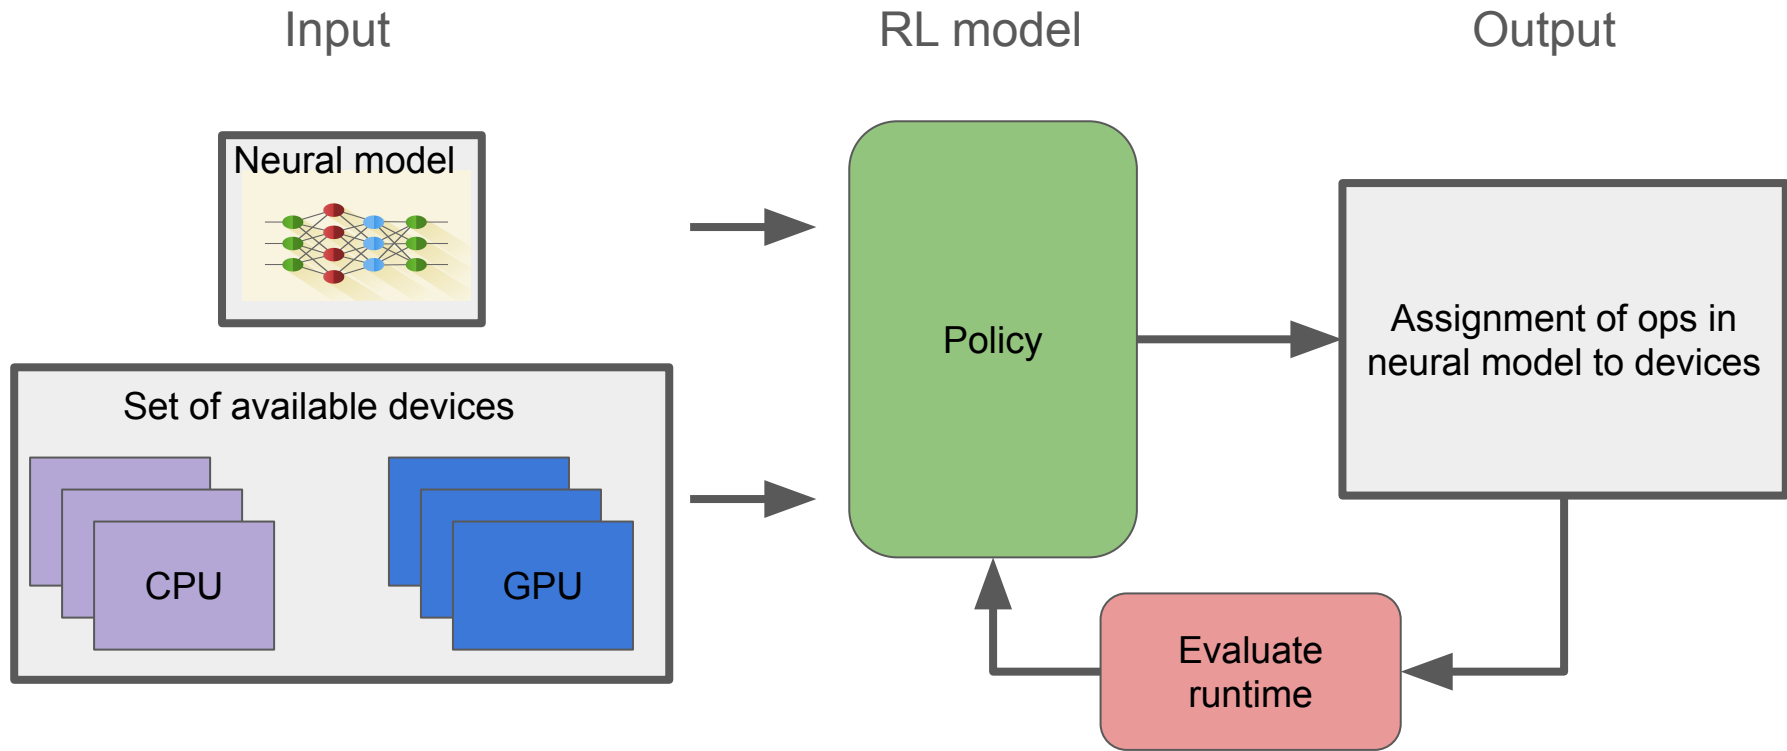 Input
RL model
Output
Neural model
Set of available devices
CPU
GPU
Policy
Assignment of ops in
neural model to devices
Evaluate
runtime